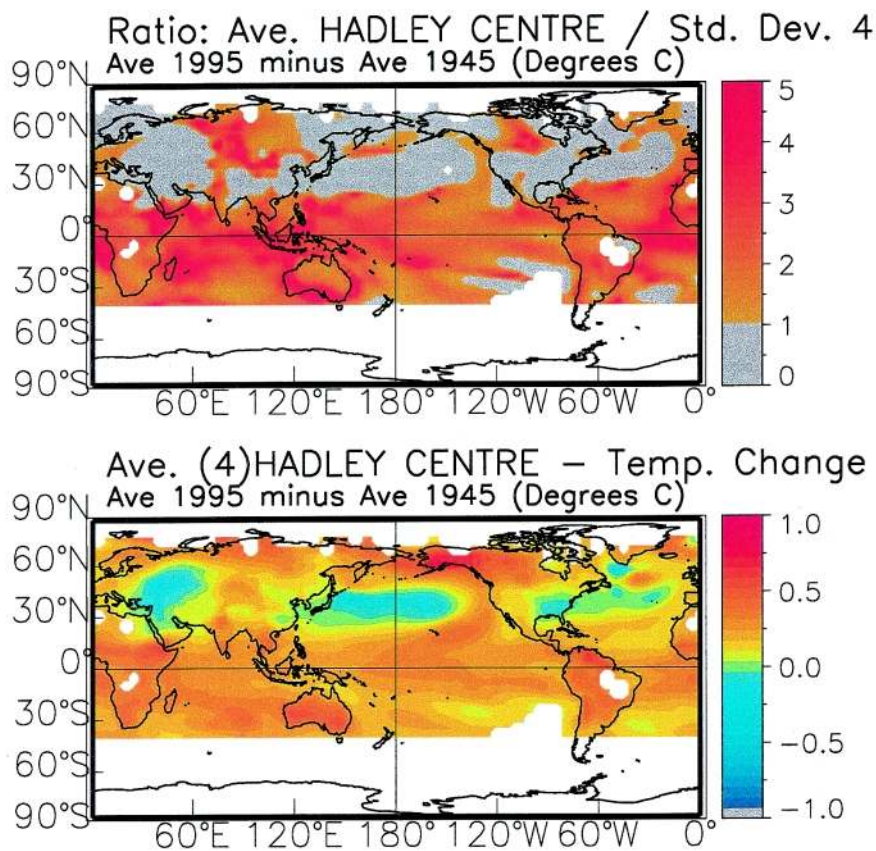 Ratio: Ave. HADLEY CENTRE / Std. Dev. 4
Ave 1995 minus Ave 1945 (Degrees C)
90°N
60°N
30°N
0°
30°S
60°S
90°S
60°E 120°E 180° 120°W 60°W 0°
5
4
3
2
1
0
Ave. (4)HADLEY CENTRE – Temp. Change
Ave 1995 minus Ave 1945 (Degrees C)
90°N
60°N
30°N
0°
30°S
60°S
90°S
60°E 120°E 180° 120°W 60°W 0°
1.0
0.5
0.0
−0.5
−1.0